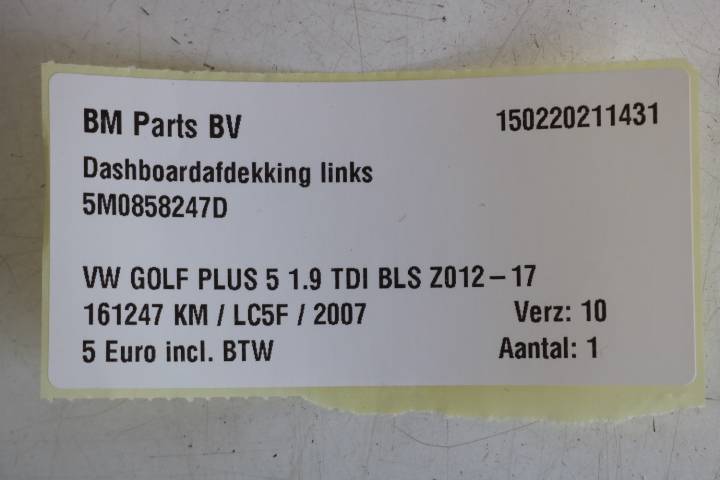 BM Parts BV 150220211431
Dashboardafdekking links
5M0858247D
VW GOLF PLUS 5 1.9 TDI BLS Z012-17
161247 KM / LC5F / 2007 Verz: 10
5 Euro incl. BTW Aantal: 1